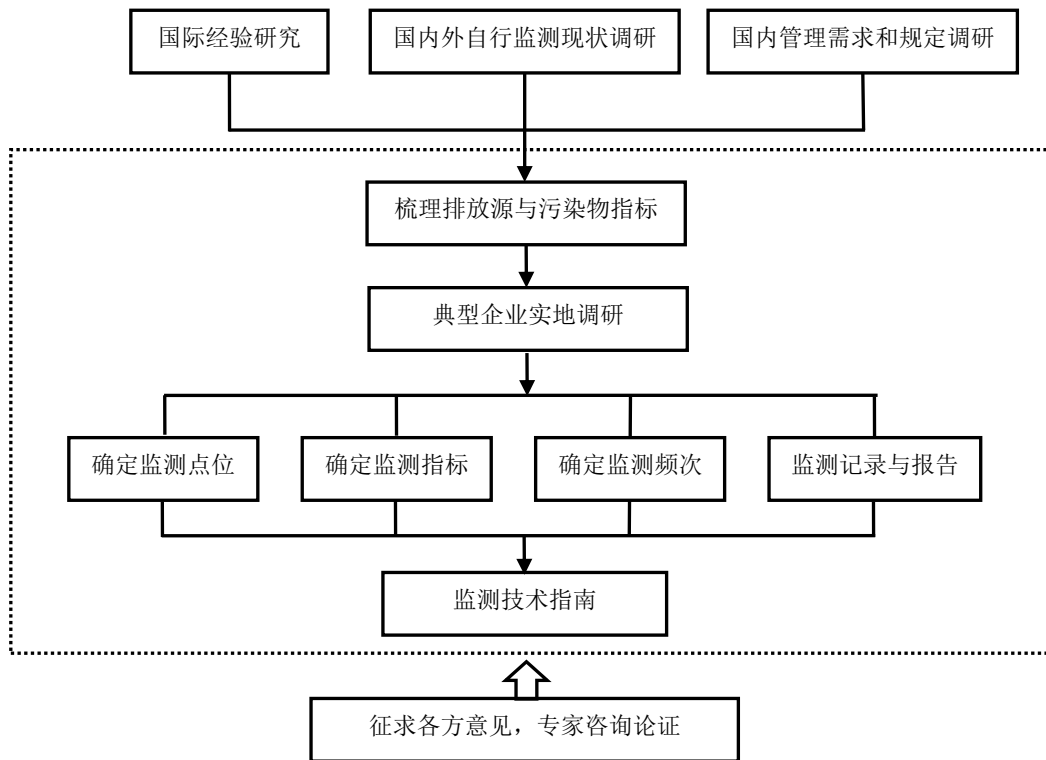 国际经验研究
国内外自行监测现状调研
国内管理需求和规定调研
梳理排放源与污染物指标
典型企业实地调研
确定监测点位
确定监测指标
确定监测频次
监测记录与报告
监测技术指南
征求各方意见，专家咨询论证